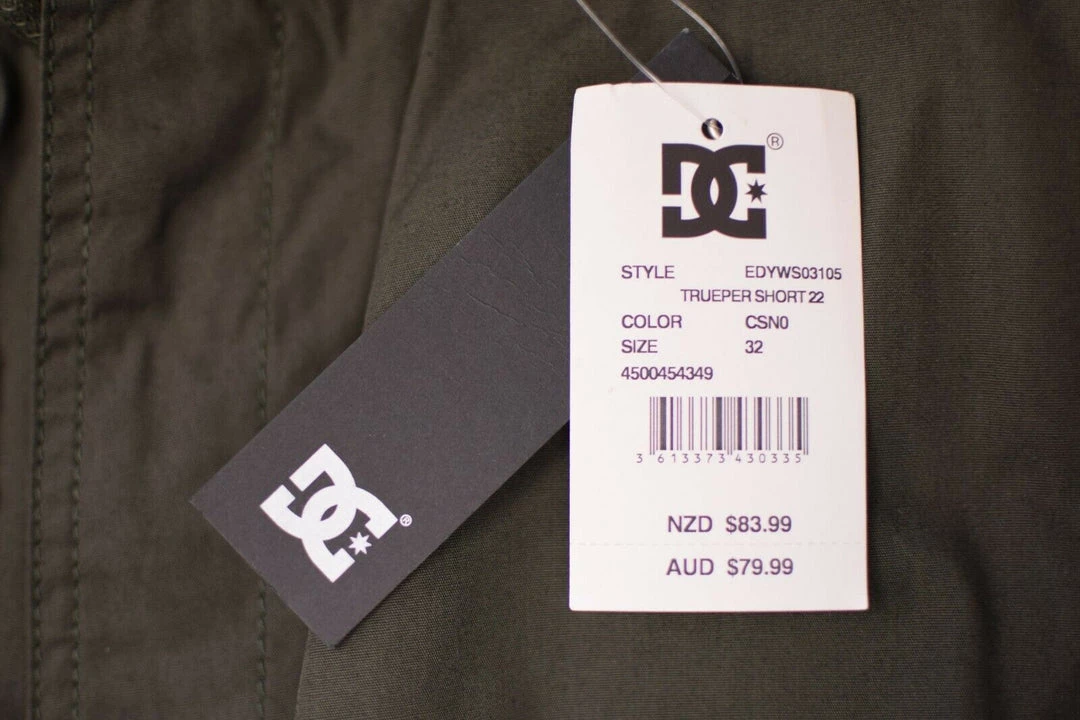 DC®
STYLE EDYWS03105
TRUEPER SHORT 22
COLOR CSN0
SIZE 32
4500454349
3 613373 430335
NZD $83.99
AUD $79.99
DC®